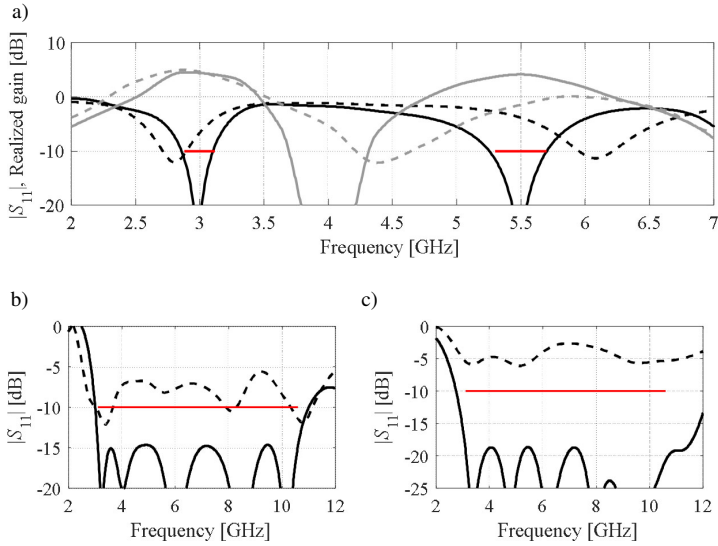 a)
|S11|, Realized gain [dB]
10
0
-10
-20
2 2.5 3 3.5 4 4.5 5 5.5 6 6.5 7
Frequency [GHz]
b)
|S11| [dB]
0
-5
-10
-15
-20
2 4 6 8 10 12
Frequency [GHz]
c)
|S11| [dB]
0
-5
-10
-15
-20
-25
2 4 6 8 10 12
Frequency [GHz]